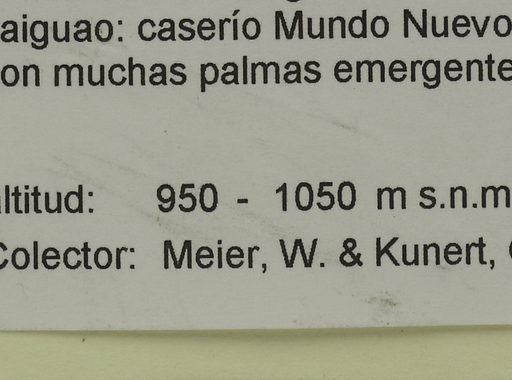 aiguao: caserío Mundo Nuevo
on muchas palmas emergente
ltitud: 950 - 1050 m s.n.m
Colector: Meier, W. & Kunert,